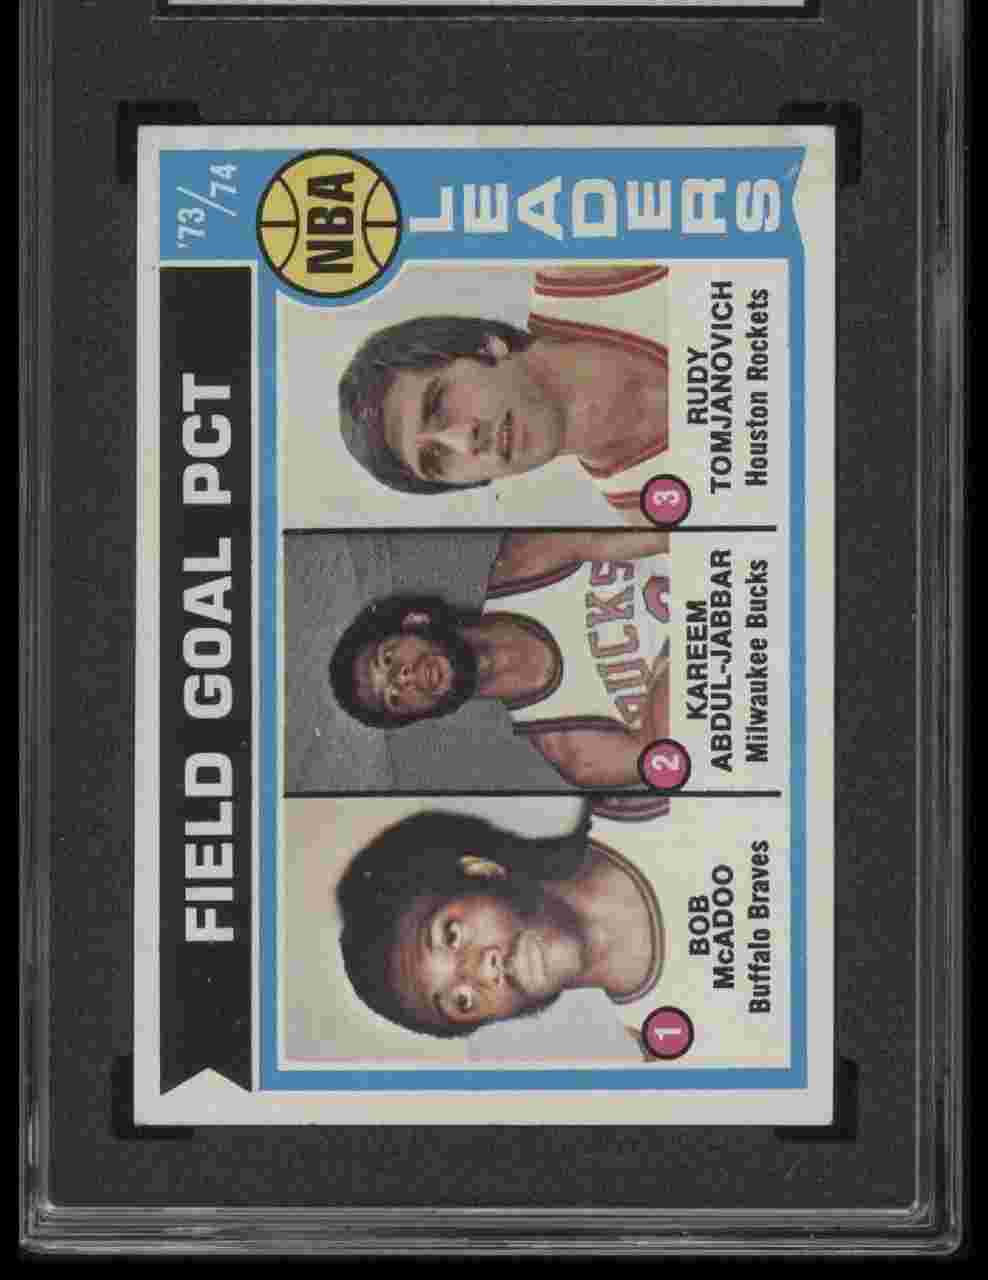 FIELD GOAL PCT
'73/74
NBA
LEADERS
1
BOB
McADOO
Buffalo Braves
BUCKS
2
KAREEM
ABDUL-JABBAR
Milwaukee Bucks
3
RUDY
TOMJANOVICH
Houston Rockets